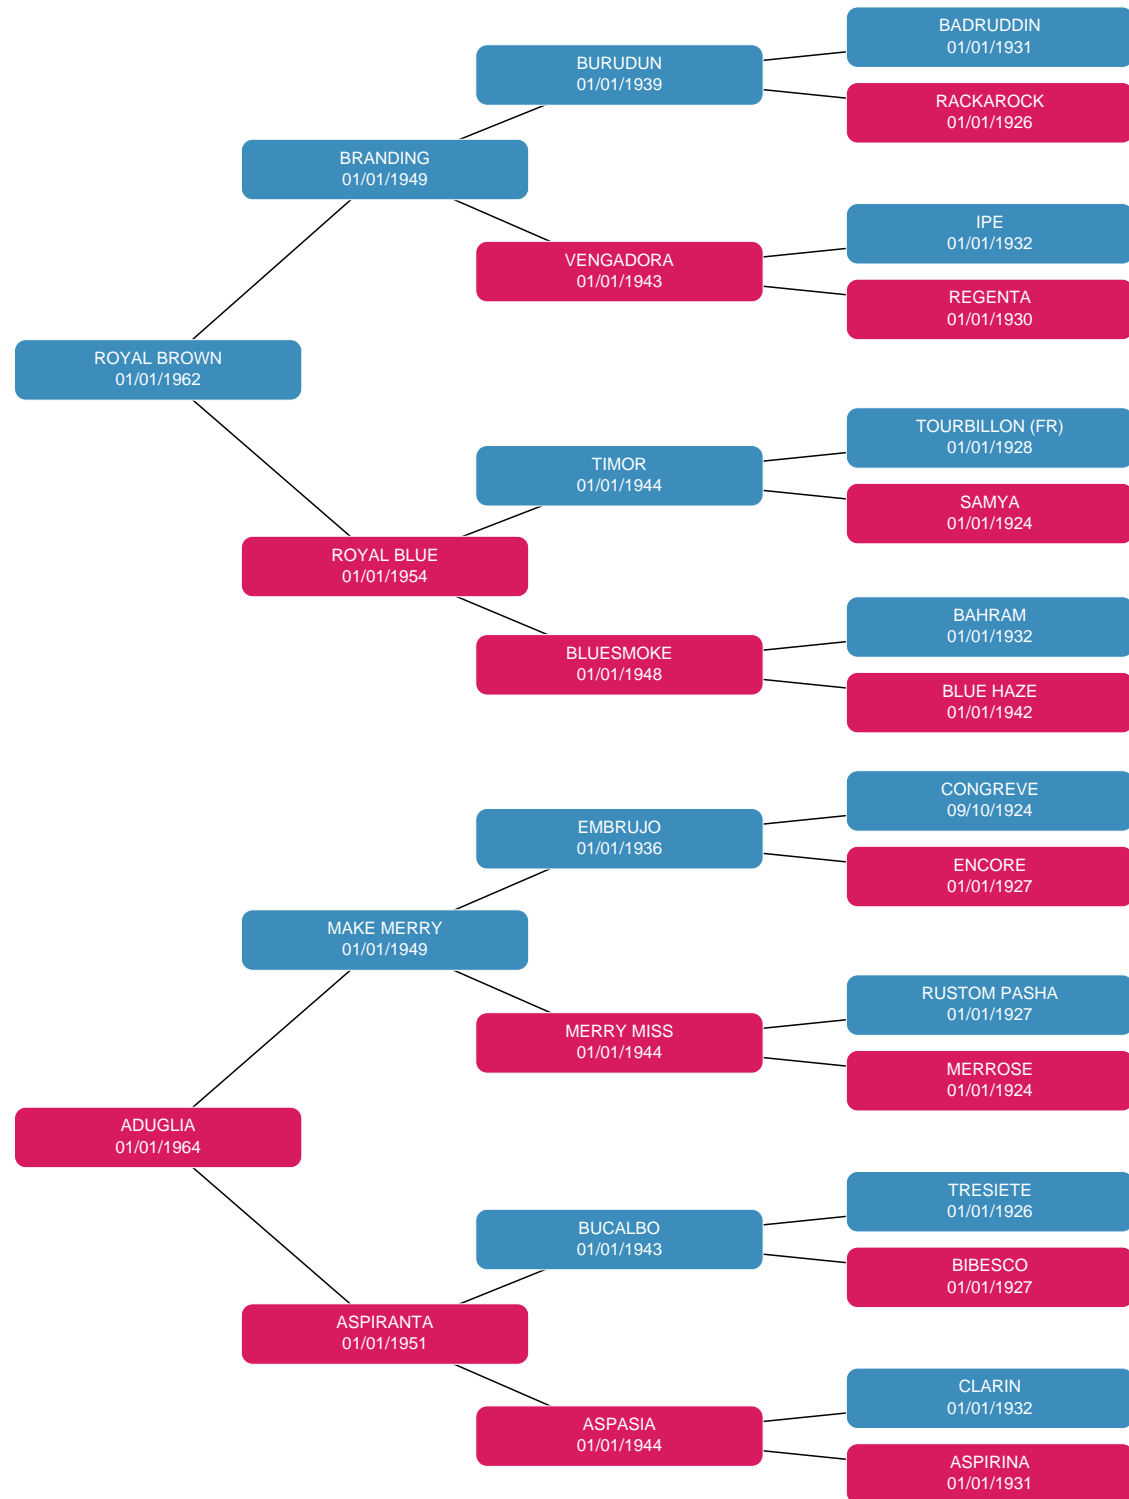 BADRUDDIN
01/01/1931
BURUDUN
01/01/1939
RACKAROCK
01/01/1926
BRANDING
01/01/1949
IPE
01/01/1932
VENGADORA
01/01/1943
REGENTA
01/01/1930
ROYAL BROWN
01/01/1962
TOURBILLON (FR)
01/01/1928
TIMOR
01/01/1944
SAMYA
01/01/1924
ROYAL BLUE
01/01/1954
BAHRAM
01/01/1932
BLUESMOKE
01/01/1948
BLUE HAZE
01/01/1942
CONGREVE
09/10/1924
EMBRUJO
01/01/1936
ENCORE
01/01/1927
MAKE MERRY
01/01/1949
RUSTOM PASHA
01/01/1927
MERRY MISS
01/01/1944
MERROSE
01/01/1924
ADUGLIA
01/01/1964
TRESIETE
01/01/1926
BUCALBO
01/01/1943
BIBESCO
01/01/1927
ASPIRANTA
01/01/1951
CLARIN
01/01/1932
ASPASIA
01/01/1944
ASPIRINA
01/01/1931